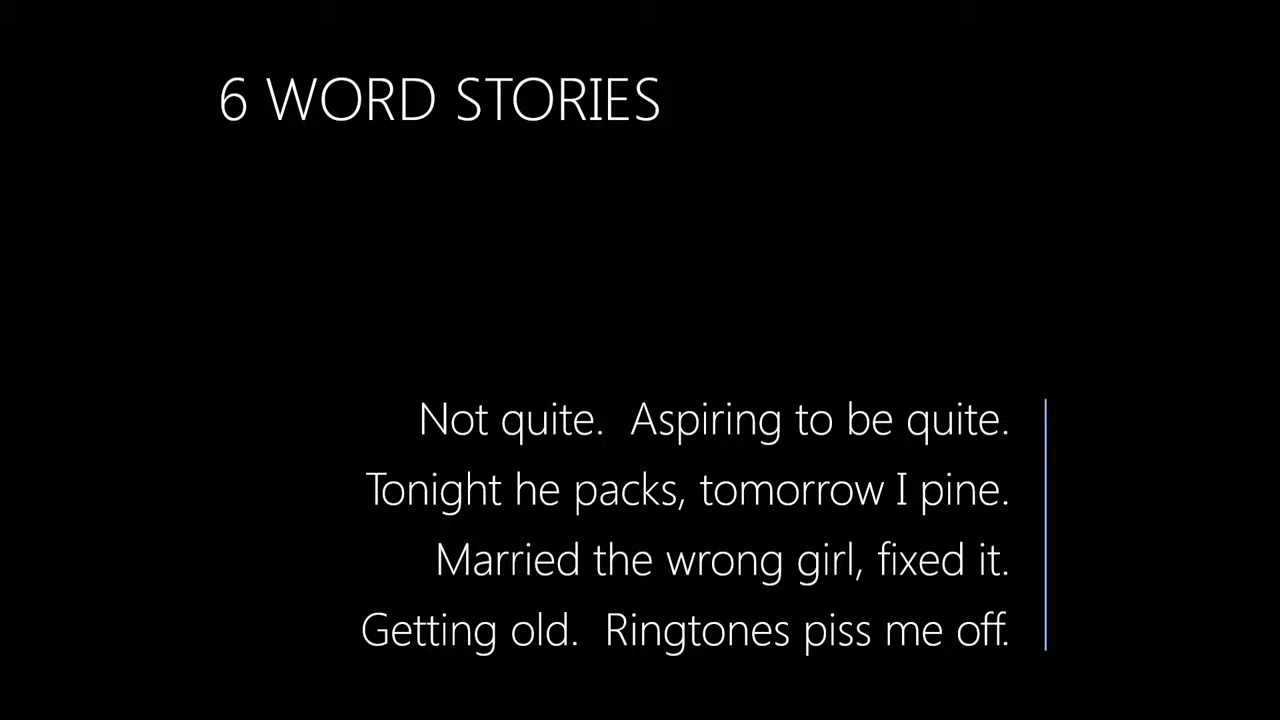 6 WORD STORIES
Not quite.  Aspiring to be quite.
Tonight he packs, tomorrow I pine.
Married the wrong girl, fixed it.
Getting old.  Ringtones piss me off.